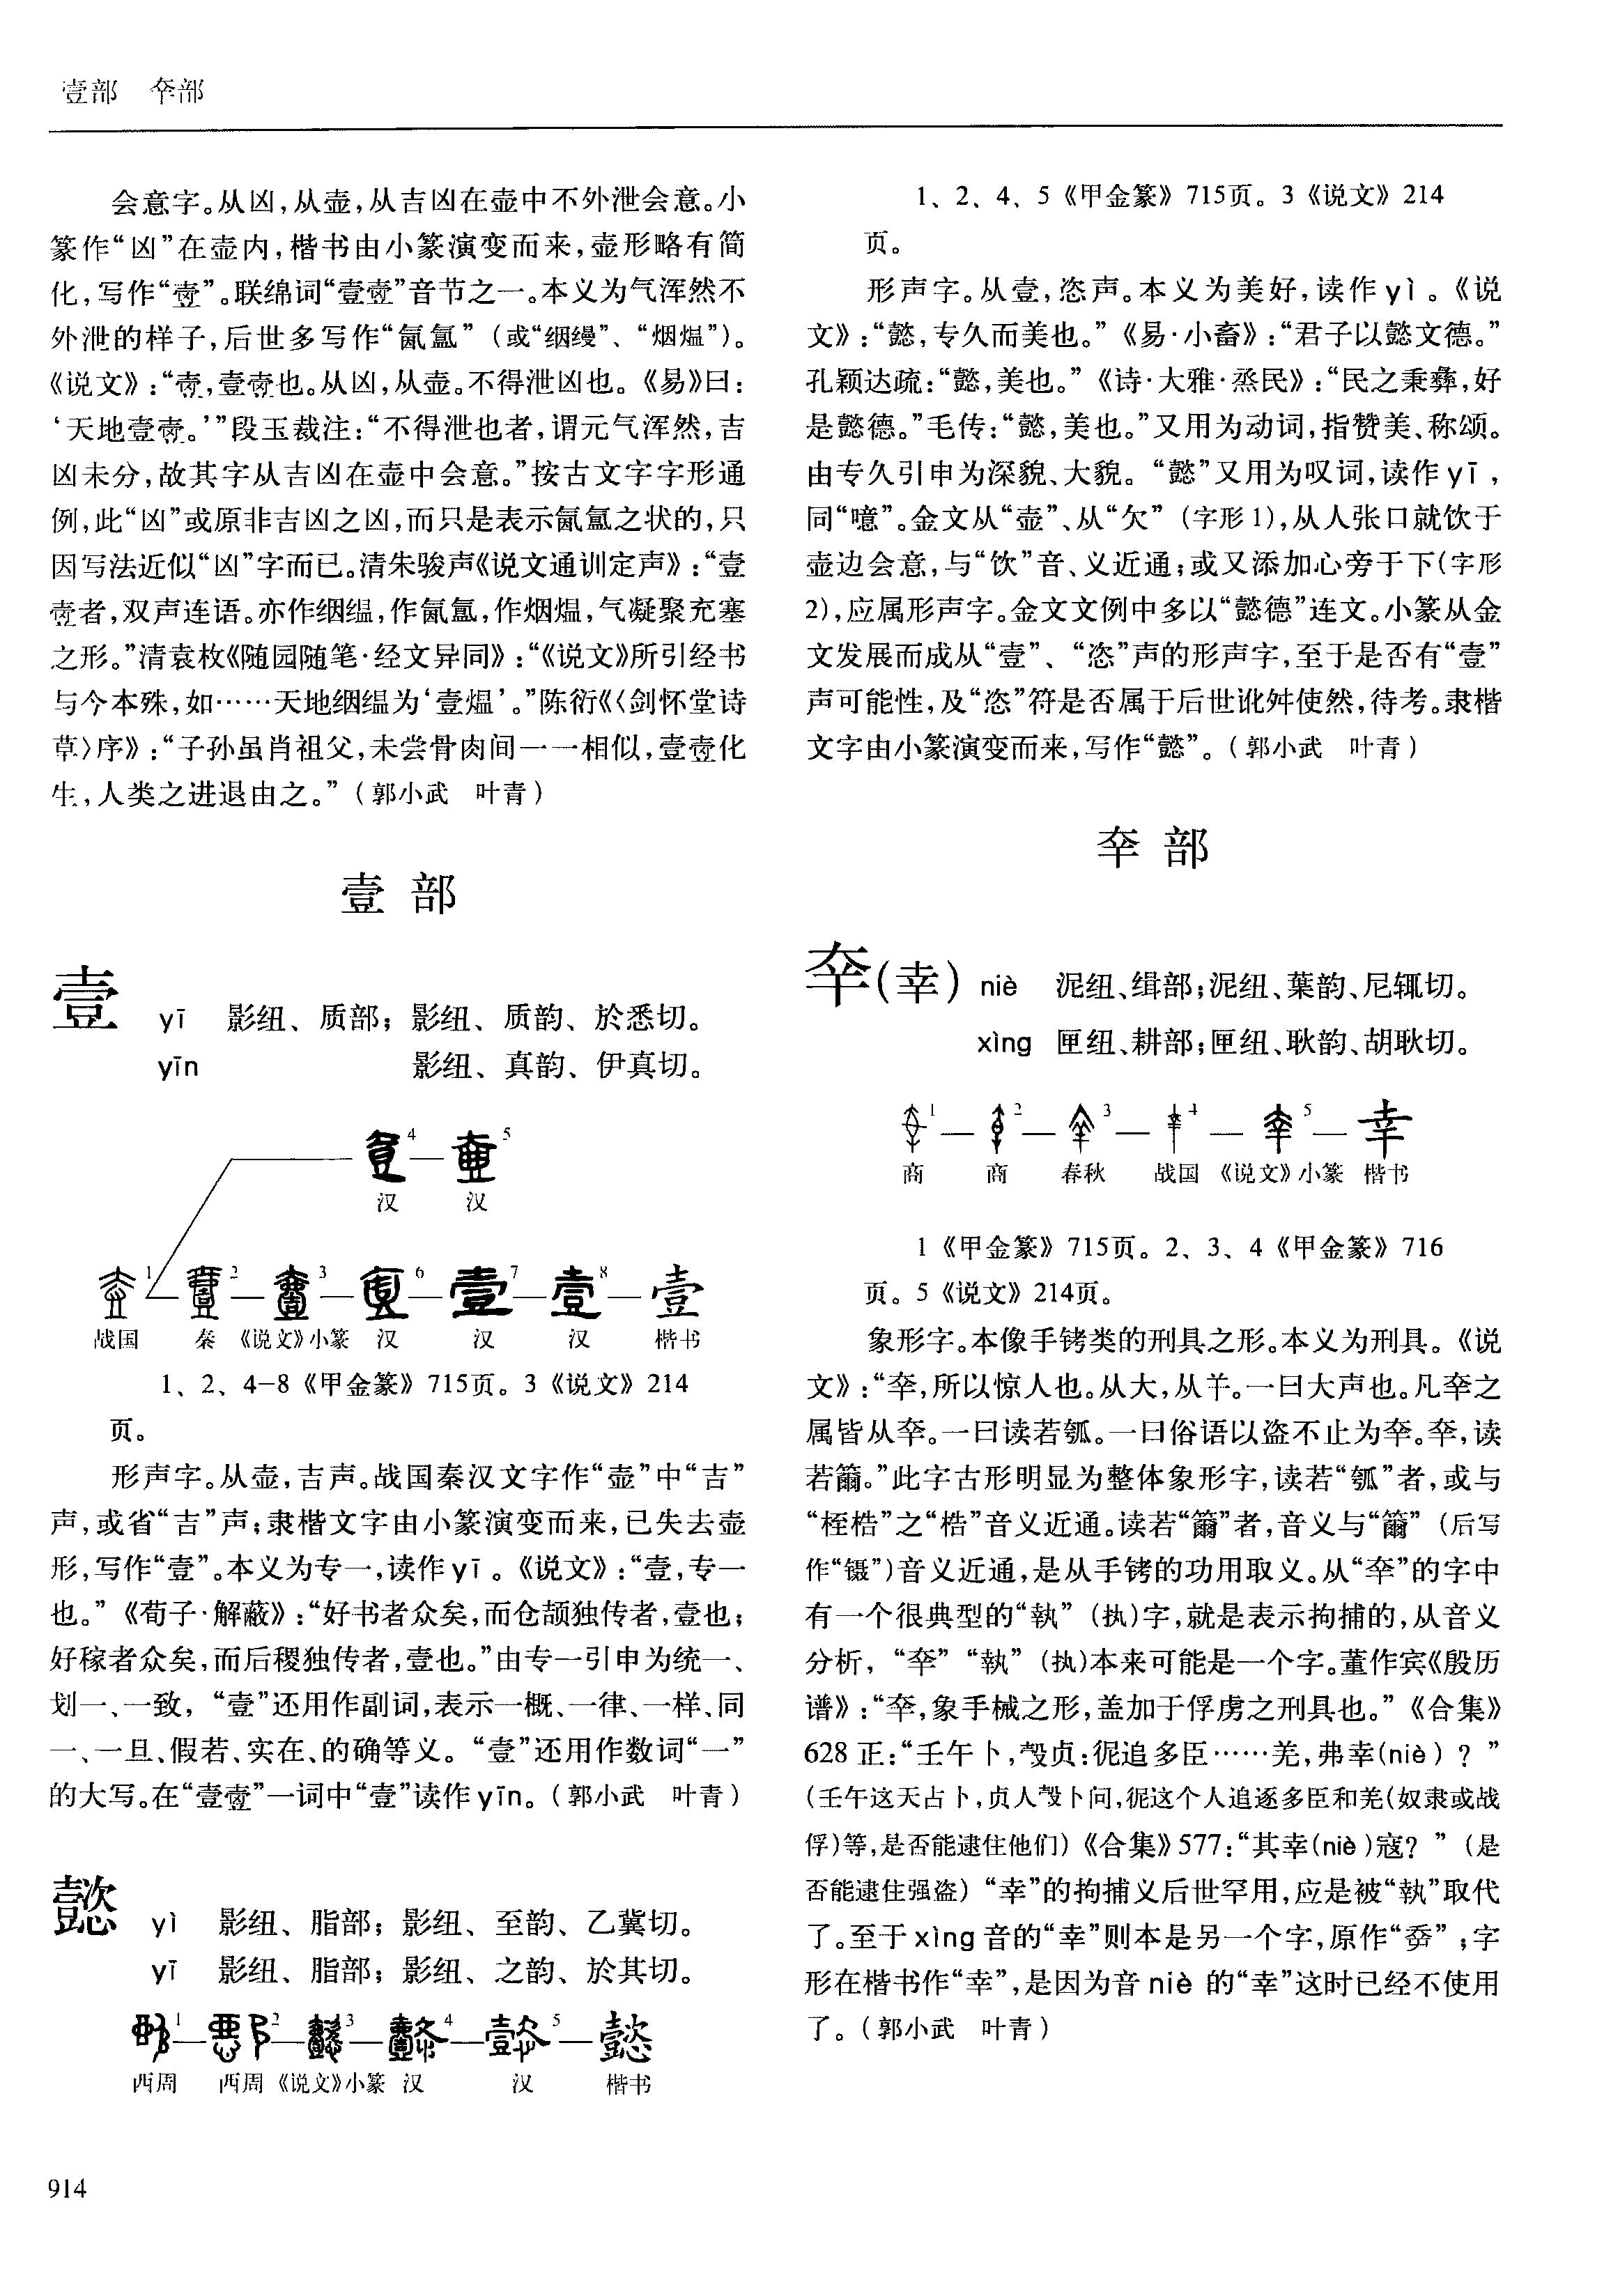 壹部　㚔部
会意字。从凶，从壶，从吉凶在壶中不外泄会意。小
篆作“凶”在壶内，楷书由小篆演变而来，壶形略有简
化，写作“壹”。联绵词“壹壹”音节之一。本义为气浑然不
外泄的样子，后世多写作“氤氲”（或“絪缦”、“烟煴”）。
《说文》：“壺，壹壺也。从凶，从壶。不得泄凶也。《易》曰：
‘天地壹壺。’”段玉裁注：“不得泄也者，谓元气浑然，吉
凶未分，故其字从吉凶在壶中会意。”按古文字字形通
例，此“凶”或原非吉凶之凶，而只是表示氤氲之状的，只
因写法近似“凶”字而已。清朱骏声《说文通训定声》：“壹
壺者，双声连语。亦作絪缊，作氤氲，作烟煴，气凝聚充塞
之形。”清袁枚《随园随笔·经文异同》：“《说文》所引经书
与今本殊，如……天地絪缊为‘壹煴’。”陈衍《〈剑怀堂诗
草〉序》：“子孙虽肖祖父，未尝骨肉间一一相似，壹壺化
生，人类之进退由之。”（郭小武　叶青）
壹 部
壹 yī 影纽、质部；影纽、质韵、於悉切。
yīn 影纽、真韵、伊真切。
4 5
汉 汉
1 2 3 6 7 8 壹
战国 秦 《说文》小篆 汉 汉 汉 楷书
1、2、4-8《甲金篆》715页。3《说文》214
页。
形声字。从壶，吉声。战国秦汉文字作“壶”中“吉”
声，或省“吉”声；隶楷文字由小篆演变而来，已失去壶
形，写作“壹”。本义为专一，读作yī。《说文》：“壹，专一
也。”《荀子·解蔽》：“好书者众矣，而仓颉独传者，壹也；
好稼者众矣，而后稷独传者，壹也。”由专一引申为统一、
划一、一致，“壹”还用作副词，表示一概、一律、一样、同
一、一旦、假若、实在、的确等义。“壹”还用作数词“一”
的大写。在“壹壺”一词中“壹”读作yīn。（郭小武　叶青）
懿 yì 影纽、脂部；影纽、至韵、乙冀切。
yī 影纽、脂部；影纽、之韵、於其切。
1 2 3 4 5 懿
西周 西周 《说文》小篆 汉 汉 楷书
914
1、2、4、5《甲金篆》715页。3《说文》214
页。
形声字。从壹，恣声。本义为美好，读作yì。《说
文》：“懿，专久而美也。”《易·小畜》：“君子以懿文德。”
孔颖达疏：“懿，美也。”《诗·大雅·烝民》：“民之秉彝，好
是懿德。”毛传：“懿，美也。”又用为动词，指赞美、称颂。
由专久引申为深貌、大貌。“懿”又用为叹词，读作yī，
同“噫”。金文从“壶”、从“欠”（字形1），从人张口就饮于
壶边会意，与“饮”音、义近通；或又添加心旁于下（字形
2），应属形声字。金文文例中多以“懿德”连文。小篆从金
文发展而成从“壹”、“恣”声的形声字，至于是否有“壹”
声可能性，及“恣”符是否属于后世讹舛使然，待考。隶楷
文字由小篆演变而来，写作“懿”。（郭小武　叶青）
㚔 部
㚔(幸) niè 泥纽、缉部；泥纽、葉韵、尼辄切。
xìng 匣纽、耕部；匣纽、耿韵、胡耿切。
1 2 3 4 5 幸
商 商 春秋 战国 《说文》小篆 楷书
1《甲金篆》715页。2、3、4《甲金篆》716
页。5《说文》214页。
象形字。本像手铐类的刑具之形。本义为刑具。《说
文》：“㚔，所以惊人也。从大，从𢆉。一曰大声也。凡㚔之
属皆从㚔。一曰读若瓠。一曰俗语以盗不止为㚔。㚔，读
若籋。”此字古形明显为整体象形字，读若“瓠”者，或与
“桎梏”之“梏”音义近通。读若“籋”者，音义与“籋”（后写
作“镊”）音义近通，是从手铐的功用取义。从“㚔”的字中
有一个很典型的“執”（执）字，就是表示拘捕的，从音义
分析，“㚔”“執”（执）本来可能是一个字。董作宾《殷历
谱》：“㚔，象手械之形，盖加于俘虏之刑具也。”《合集》
628正：“壬午卜，㱿贞：𠈇追多臣……羌，弗幸(niè)？”
（壬午这天占卜，贞人㱿卜问，𠈇这个人追逐多臣和羌（奴隶或战
俘）等，是否能逮住他们）《合集》577：“其幸(niè)寇？”（是
否能逮住强盗）“幸”的拘捕义后世罕用，应是被“執”取代
了。至于xìng音的“幸”则本是另一个字，原作“㚔”；字
形在楷书作“幸”，是因为音niè的“幸”这时已经不使用
了。（郭小武　叶青）